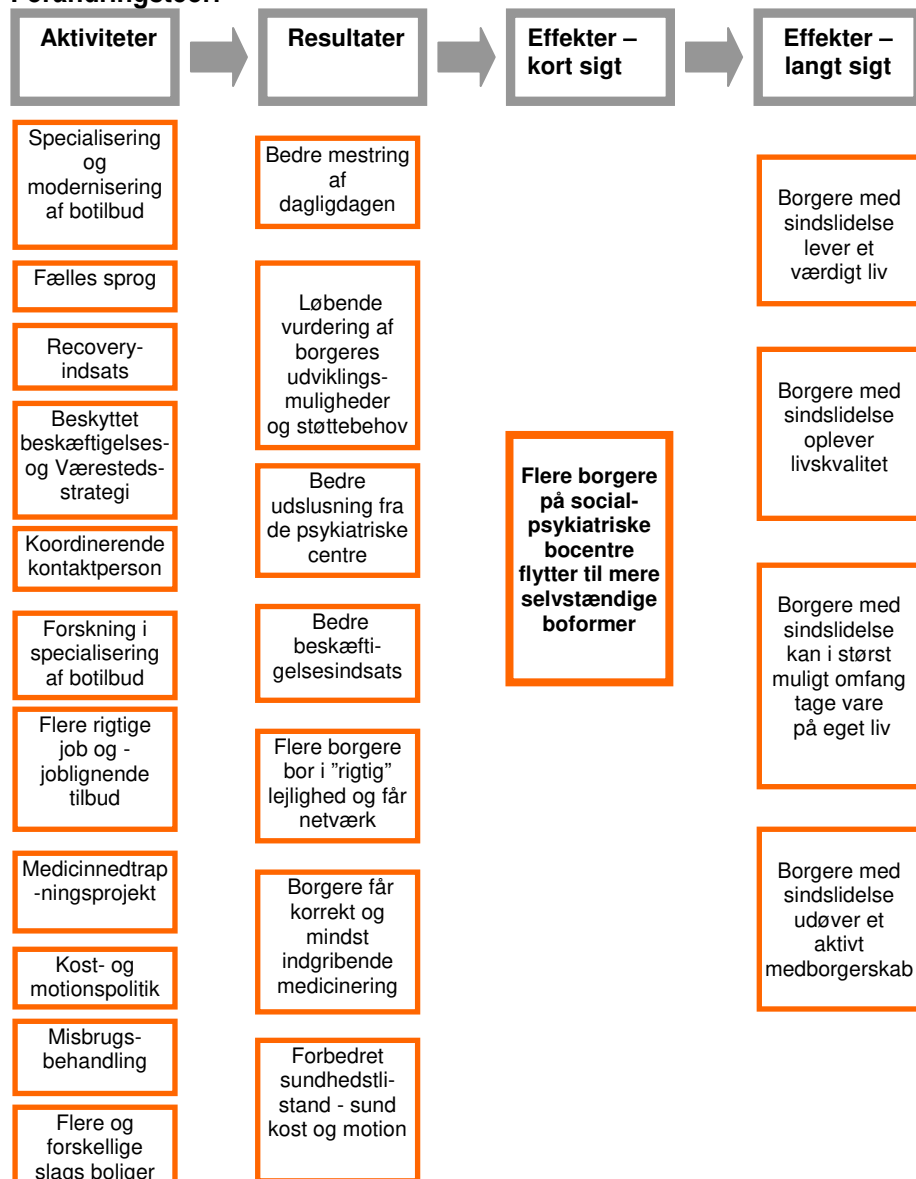 Aktiviteter
Resultater
Effekter –
kort sigt
Effekter –
langt sigt
Specialisering
og
modernisering
af botilbud
Fælles sprog
Recovery-
indsats
Beskyttet
beskæftigelses-
og Væresteds-
strategi
Koordinerende
kontaktperson
Forskning i
specialisering
af botilbud
Flere rigtige
job og -
joblignende
tilbud
Medicinnedtrap
-ningsprojekt
Kost- og
motionspolitik
Misbrugs-
behandling
Flere og
forskellige
slags boliger
Bedre mestring
af
dagligdagen
Løbende
vurdering af
borgeres
udviklings-
muligheder
og støttebehov
Bedre
udslusning fra
de psykiatriske
centre
Bedre
beskæfti-
gelsesindsats
Flere borgere
bor i ”rigtig”
lejlighed og får
netværk
Borgere får
korrekt og
mindst
indgribende
medicinering
Forbedret
sundhedstli-
stand - sund
kost og motion
Flere borgere
på social-
psykiatriske
bocentre
flytter til mere
selvstændige
boformer
Borgere med
sindslidelse
lever et
værdigt liv
Borgere med
sindslidelse
oplever
livskvalitet
Borgere med
sindslidelse
kan i størst
muligt omfang
tage vare
på eget liv
Borgere med
sindslidelse
udøver et
aktivt
medborgerskab